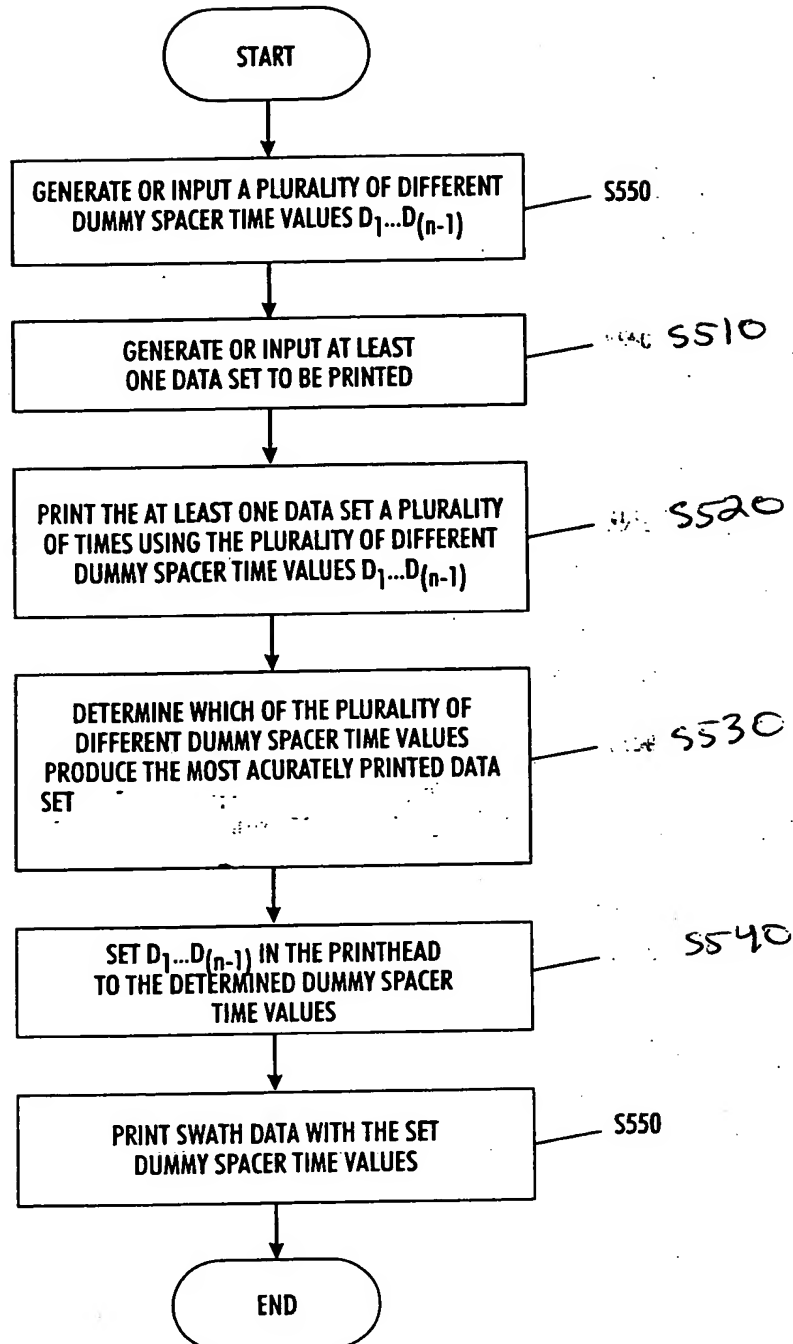 START
GENERATE OR INPUT A PLURALITY OF DIFFERENT
DUMMY SPACER TIME VALUES D1...D(n-1)
S550
GENERATE OR INPUT AT LEAST
ONE DATA SET TO BE PRINTED
S510
PRINT THE AT LEAST ONE DATA SET A PLURALITY
OF TIMES USING THE PLURALITY OF DIFFERENT
DUMMY SPACER TIME VALUES D1...D(n-1)
S520
DETERMINE WHICH OF THE PLURALITY OF
DIFFERENT DUMMY SPACER TIME VALUES
PRODUCE THE MOST ACURATELY PRINTED DATA
SET
S530
SET D1...D(n-1) IN THE PRINTHEAD
TO THE DETERMINED DUMMY SPACER
TIME VALUES
S540
PRINT SWATH DATA WITH THE SET
DUMMY SPACER TIME VALUES
S550
END